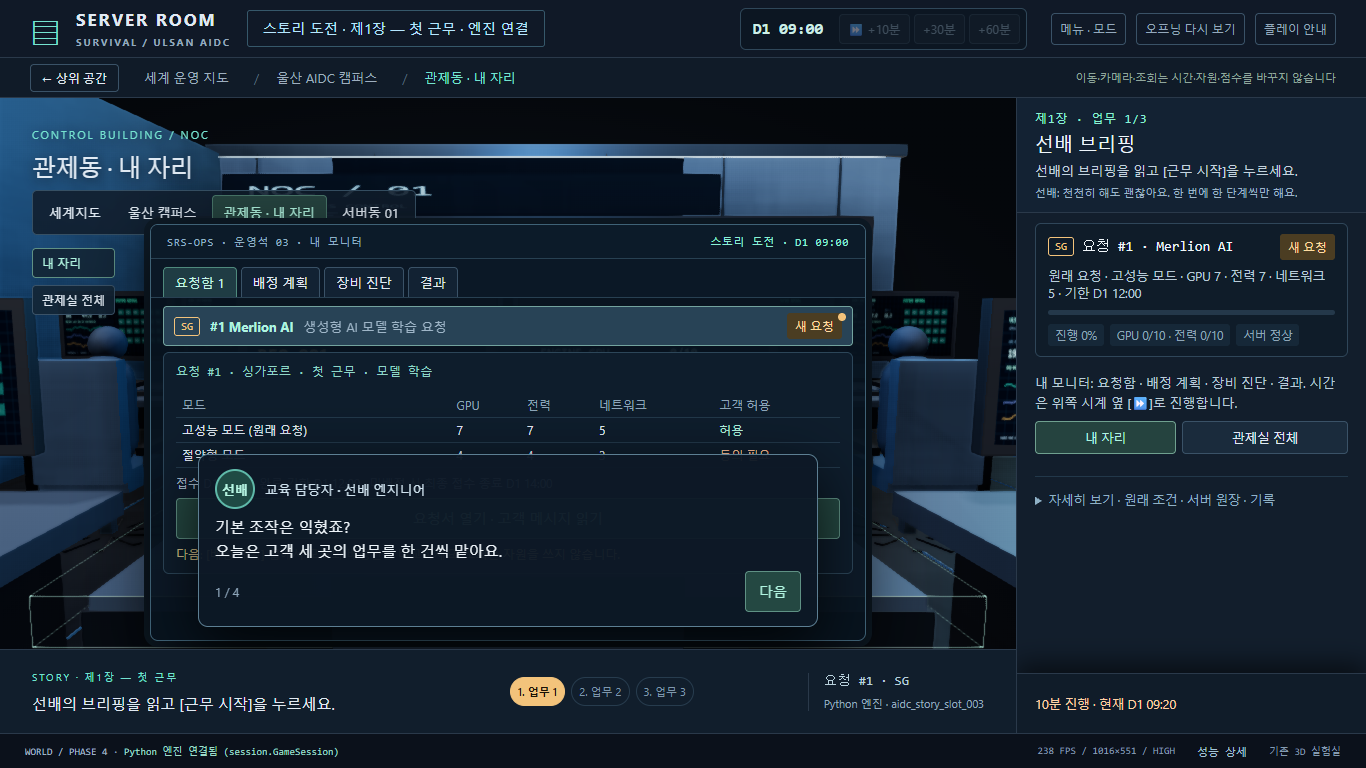 SERVER ROOM
SURVIVAL / ULSAN AIDC
스토리 도전 · 제1장 — 첫 근무 · 엔진 연결
D1 09:00
⏩ +10분
+30분
+60분
메뉴 · 모드
오프닝 다시 보기
플레이 안내
← 상위 공간
세계 운영 지도 / 울산 AIDC 캠퍼스 / 관제동 · 내 자리
이동·카메라·조회는 시간·자원·점수를 바꾸지 않습니다
CONTROL BUILDING / NOC
관제동 · 내 자리
NOC / 01
세계지도
울산 캠퍼스
관제동 · 내 자리
서버동 01
내 자리
관제실 전체
SRS-OPS · 운영석 03 · 내 모니터
스토리 도전 · D1 09:00
요청함 1
배정 계획
장비 진단
결과
SG #1 Merlion AI 생성형 AI 모델 학습 요청
새 요청
요청 #1 · 싱가포르 · 첫 근무 · 모델 학습
모드 GPU 전력 네트워크 고객 허용
고성능 모드 (원래 요청) 7 7 5 허용
절약형 모드 4 4
접수
다음
선배
교육 담당자 · 선배 엔지니어
기본 조작은 익혔죠?
오늘은 고객 세 곳의 업무를 한 건씩 맡아요.
1 / 4
다음
제1장 · 업무 1/3
선배 브리핑
선배의 브리핑을 읽고 [근무 시작]을 누르세요.
선배: 천천히 해도 괜찮아요. 한 번에 한 단계씩만 해요.
SG 요청 #1 · Merlion AI
새 요청
원래 요청 · 고성능 모드 · GPU 7 · 전력 7 · 네트워크
5 · 기한 D1 12:00
진행 0%
GPU 0/10 · 전력 0/10
서버 정상
내 모니터: 요청함 · 배정 계획 · 장비 진단 · 결과. 시간
은 위쪽 시계 옆 [⏩]로 진행합니다.
내 자리
관제실 전체
▶ 자세히 보기 · 원래 조건 · 서버 원장 · 기록
STORY · 제1장 — 첫 근무
선배의 브리핑을 읽고 [근무 시작]을 누르세요.
1. 업무 1
2. 업무 2
3. 업무 3
요청 #1 · SG
Python 엔진 · aidc_story_slot_003
10분 진행 · 현재 D1 09:20
WORLD / PHASE 4 · Python 엔진 연결됨 (session.GameSession)
238 FPS / 1016×551 / HIGH
성능 상세
기존 3D 실험실